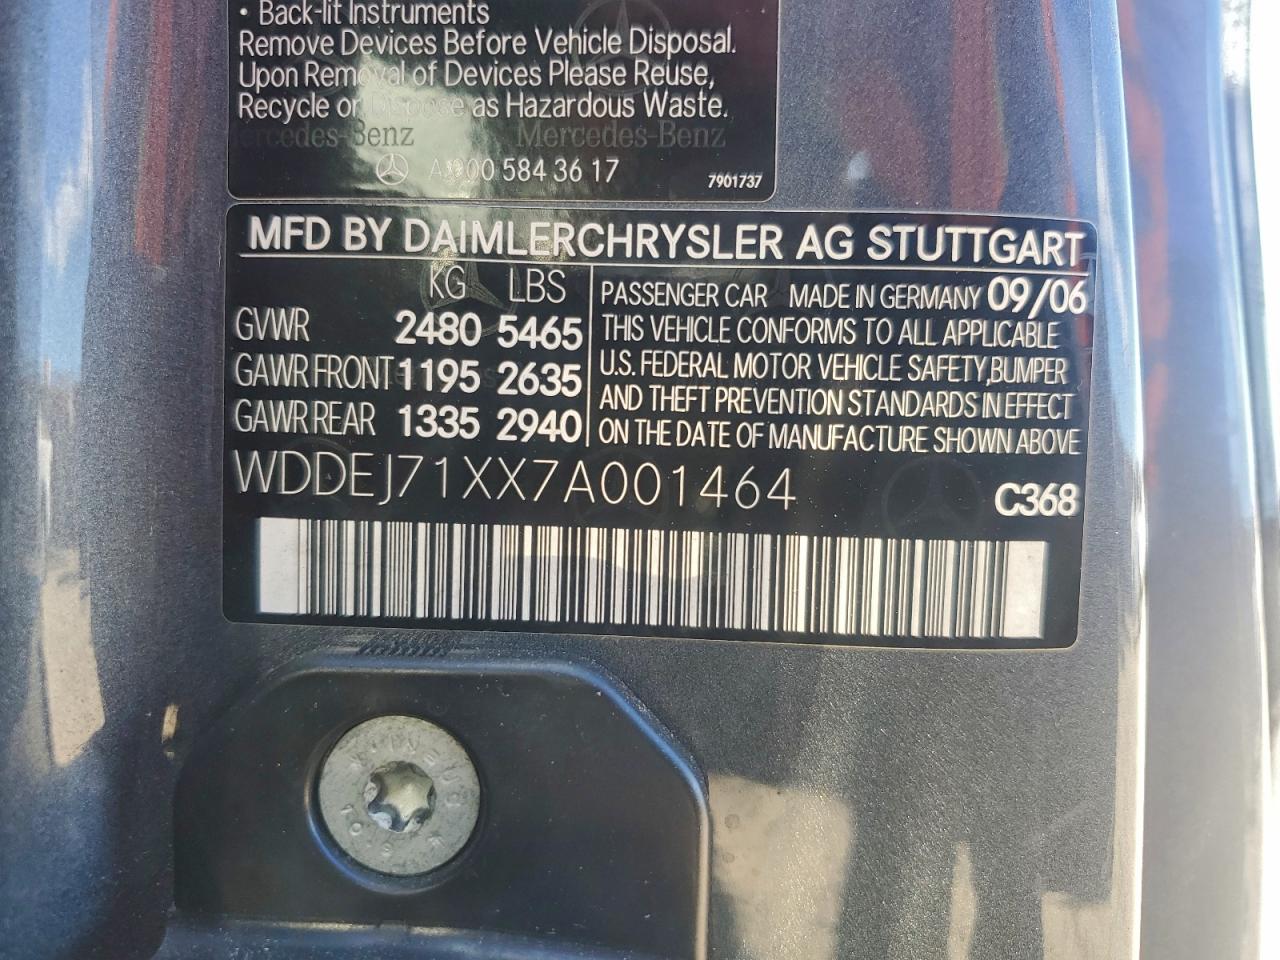 • Back-lit Instruments
Remove Devices Before Vehicle Disposal.
Upon Removal of Devices Please Reuse,
Recycle or Dispose as Hazardous Waste.
Mercedes-Benz Mercedes-Benz
A 000 584 36 17 7901737
MFD BY DAIMLERCHRYSLER AG STUTTGART
KG LBS
GVWR 2480 5465
GAWR FRONT 1195 2635
GAWR REAR 1335 2940
PASSENGER CAR MADE IN GERMANY 09/06
THIS VEHICLE CONFORMS TO ALL APPLICABLE
U.S. FEDERAL MOTOR VEHICLE SAFETY, BUMPER
AND THEFT PREVENTION STANDARDS IN EFFECT
ON THE DATE OF MANUFACTURE SHOWN ABOVE
WDDEJ71XX7A001464
C368
10.9